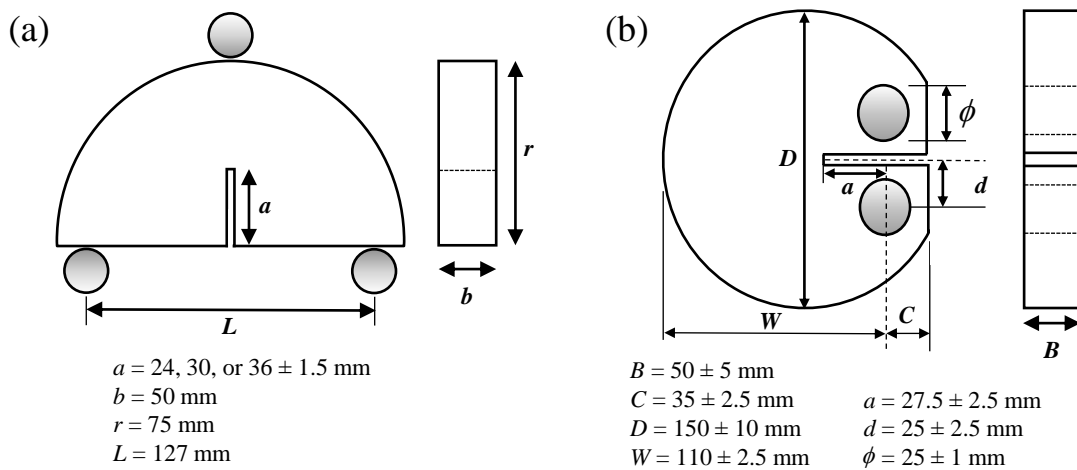 (a)
r
a
b
L
a = 24, 30, or 36 ± 1.5 mm
b = 50 mm
r = 75 mm
L = 127 mm
(b)
ϕ
D
a
d
W
C
B
B = 50 ± 5 mm
C = 35 ± 2.5 mm
D = 150 ± 10 mm
W = 110 ± 2.5 mm
a = 27.5 ± 2.5 mm
d = 25 ± 2.5 mm
ϕ = 25 ± 1 mm